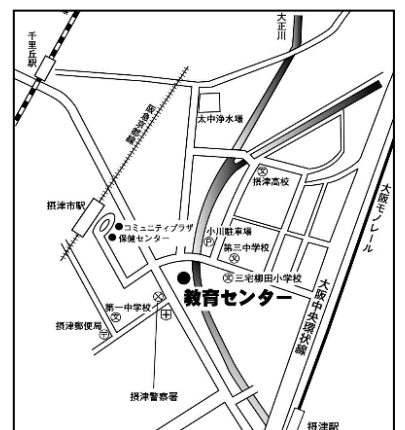 千里丘駅
大正川
阪急京都線
太中浄水場
摂津高校
大阪モノレール
摂津市駅
コミュニティプラザ
保健センター
小川駐車場
P
第三中学校
三宅柳田小学校
教育センター
大阪中央環状線
第一中学校
摂津郵便局
摂津警察署
摂津駅